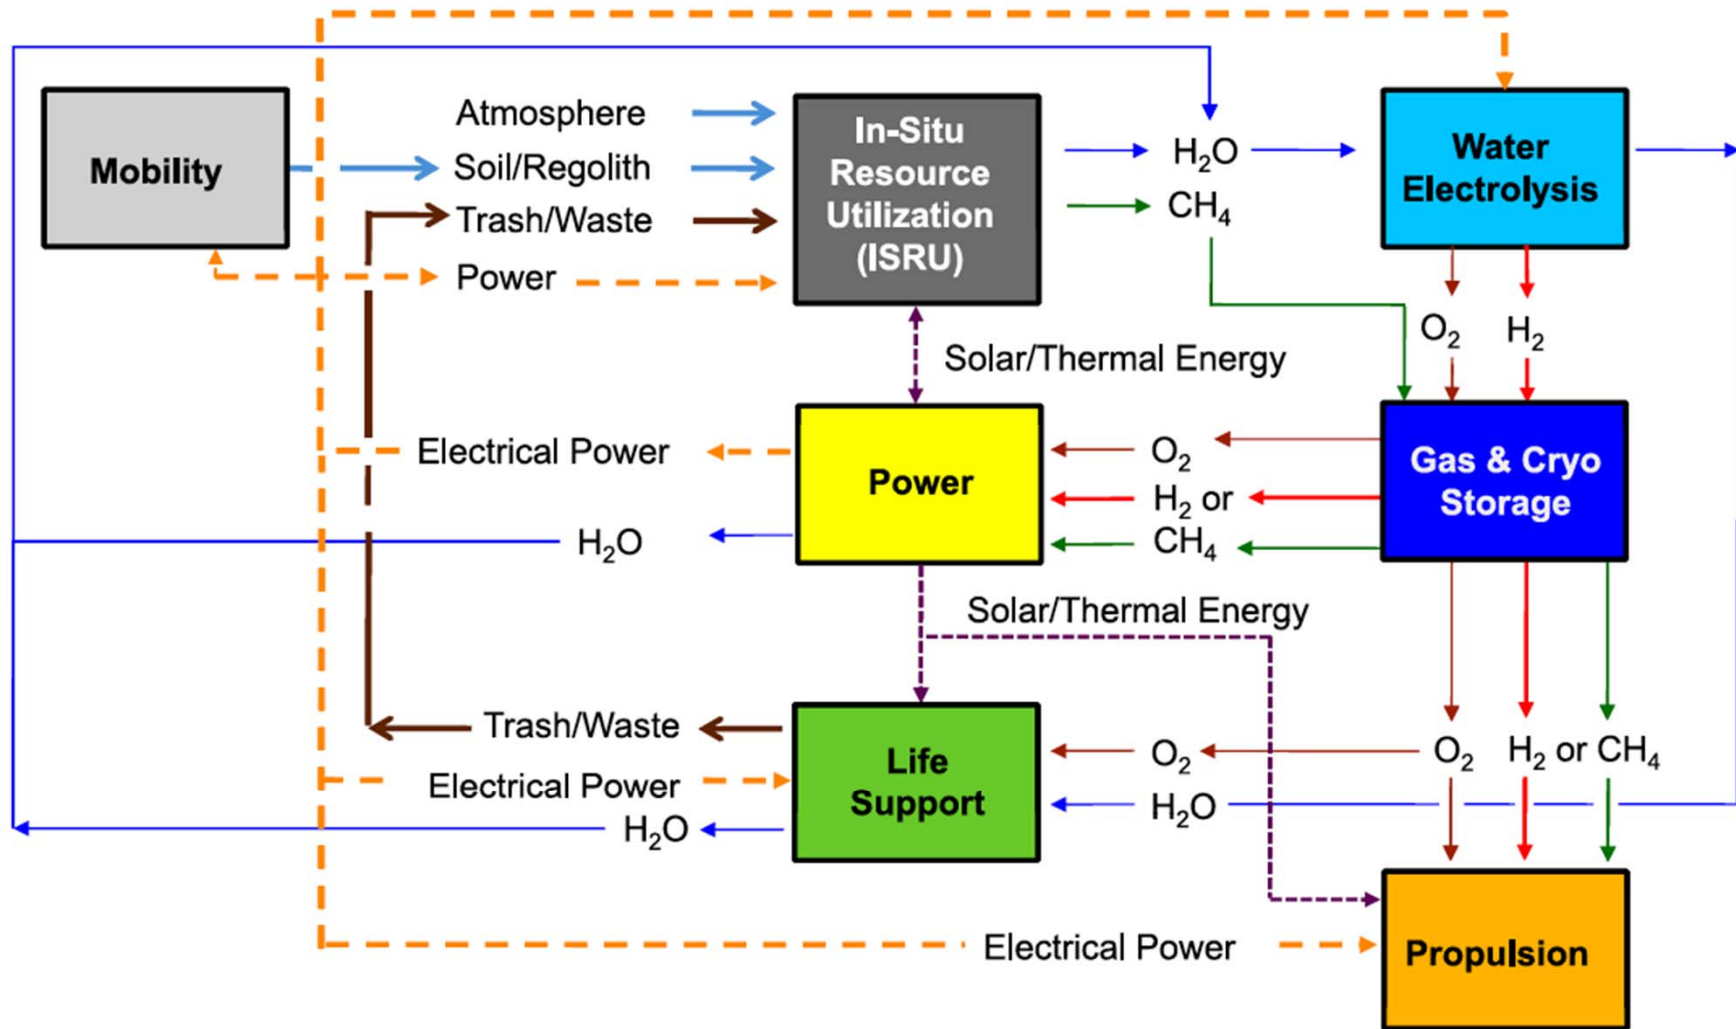 Mobility
Atmosphere
Soil/Regolith
Trash/Waste
Power
In-Situ
Resource
Utilization
(ISRU)
H₂O
CH₄
Water
Electrolysis
O₂
H₂
Solar/Thermal Energy
Electrical Power
Power
O₂
H₂ or
CH₄
Gas & Cryo
Storage
H₂O
Solar/Thermal Energy
Trash/Waste
Electrical Power
H₂O
Life
Support
O₂
H₂O
O₂
H₂ or CH₄
Electrical Power
Propulsion